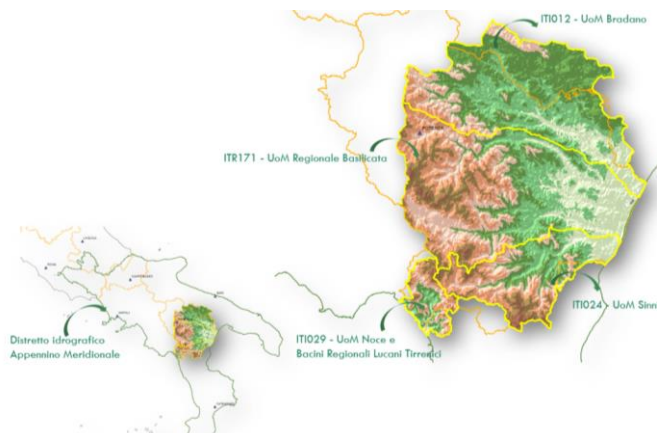 ITI012 - UoM Bradano
ITR171 - UoM Regionale Basilicata
ITI024 - UoM Sinn
Distretto idrografico
Appennino Meridionale
ITI029 - UoM Noce e
Bacini Regionali Lucani Tirrenici